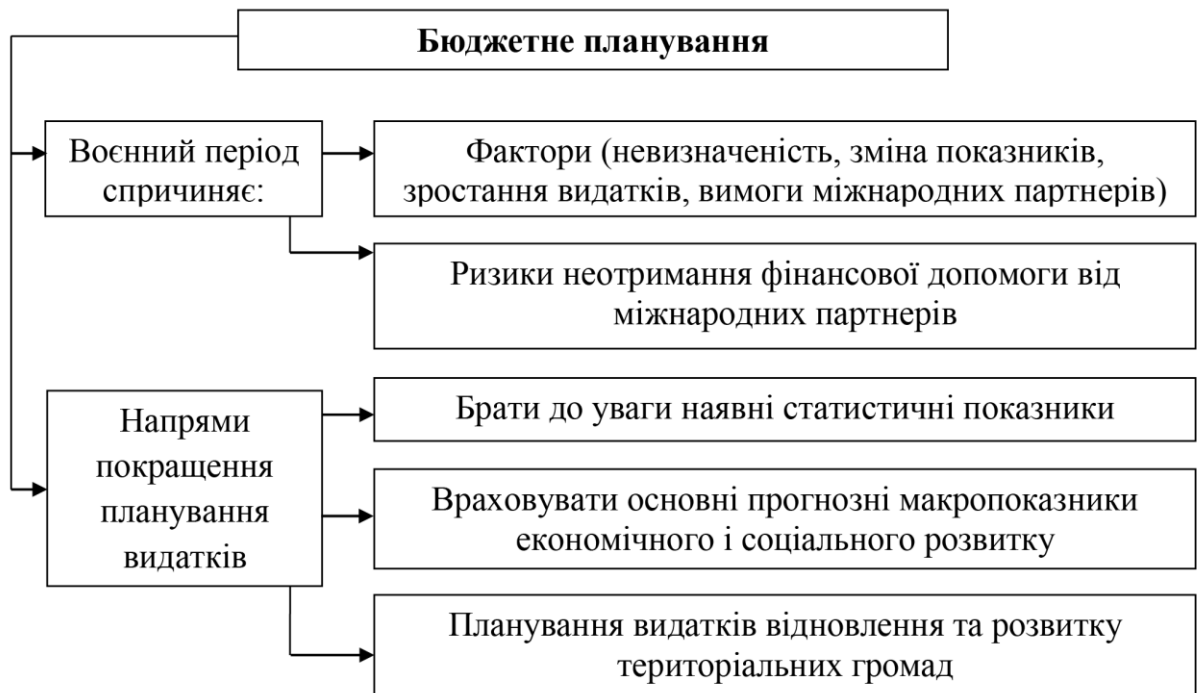 Бюджетне планування
Воєнний період
спричиняє:
Фактори (невизначеність, зміна показників,
зростання видатків, вимоги міжнародних партнерів)
Ризики неотримання фінансової допомоги від
міжнародних партнерів
Напрями
покращення
планування
видатків
Брати до уваги наявні статистичні показники
Враховувати основні прогнозні макропоказники
економічного і соціального розвитку
Планування видатків відновлення та розвитку
територіальних громад